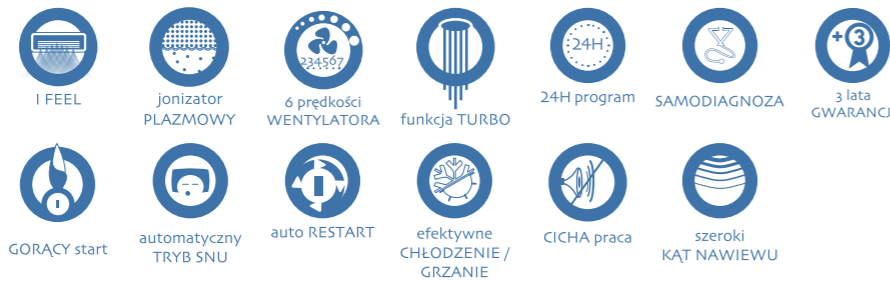 I FEEL
jonizator
PLAZMOWY
234567
6 prędkości
WENTYLATORA
funkcja TURBO
24H
24H program
SAMODIAGNOZA
+3
3 lata
GWARANCJ
GORĄCY start
automatyczny
TRYB SNU
auto RESTART
efektywne
CHŁODZENIE /
GRZANIE
CICHA praca
szeroki
KĄT NAWIEWU